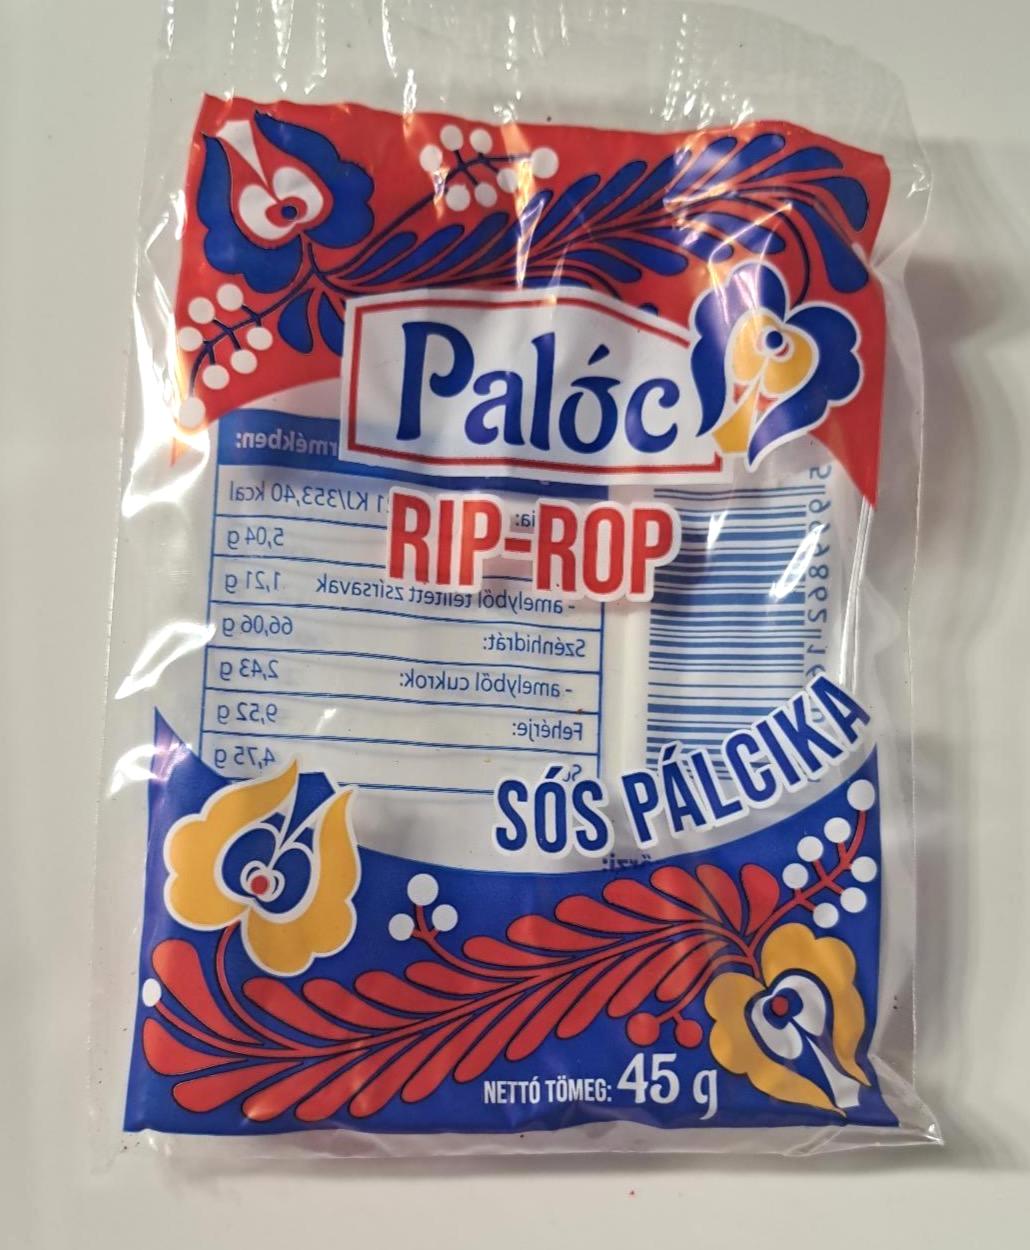 Palóc
RIP-ROP
SÓS PÁLCIKA
NETTÓ TÖMEG: 45 g
rmékben:
1 KJ/353,40 kcal
5,04 g
- amelyből telített zsírsavak 1,21 g
Szénhidrát: 66,06 g
- amelyből cukrok: 2,43 g
Fehérje: 9,52 g
4,75 g